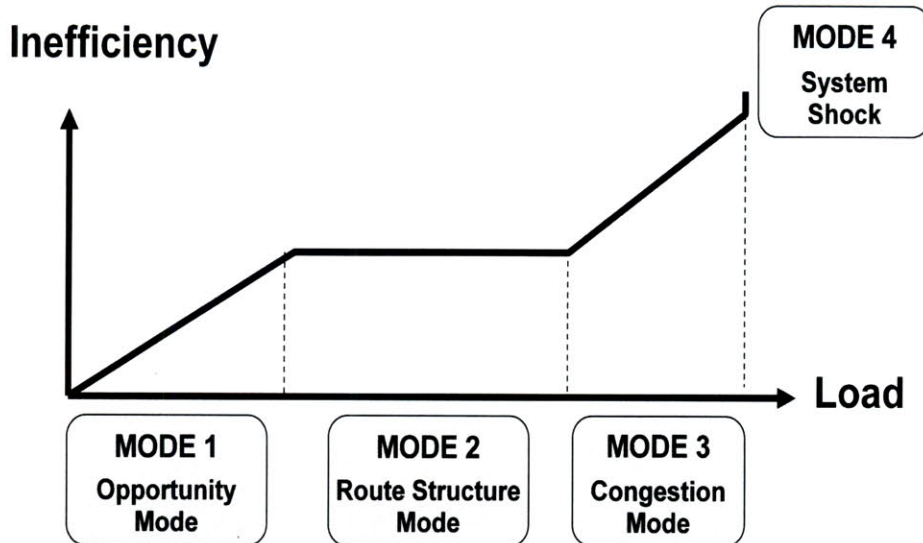 Inefficiency
MODE 4
System
Shock
Load
MODE 1
Opportunity
Mode
MODE 2
Route Structure
Mode
MODE 3
Congestion
Mode